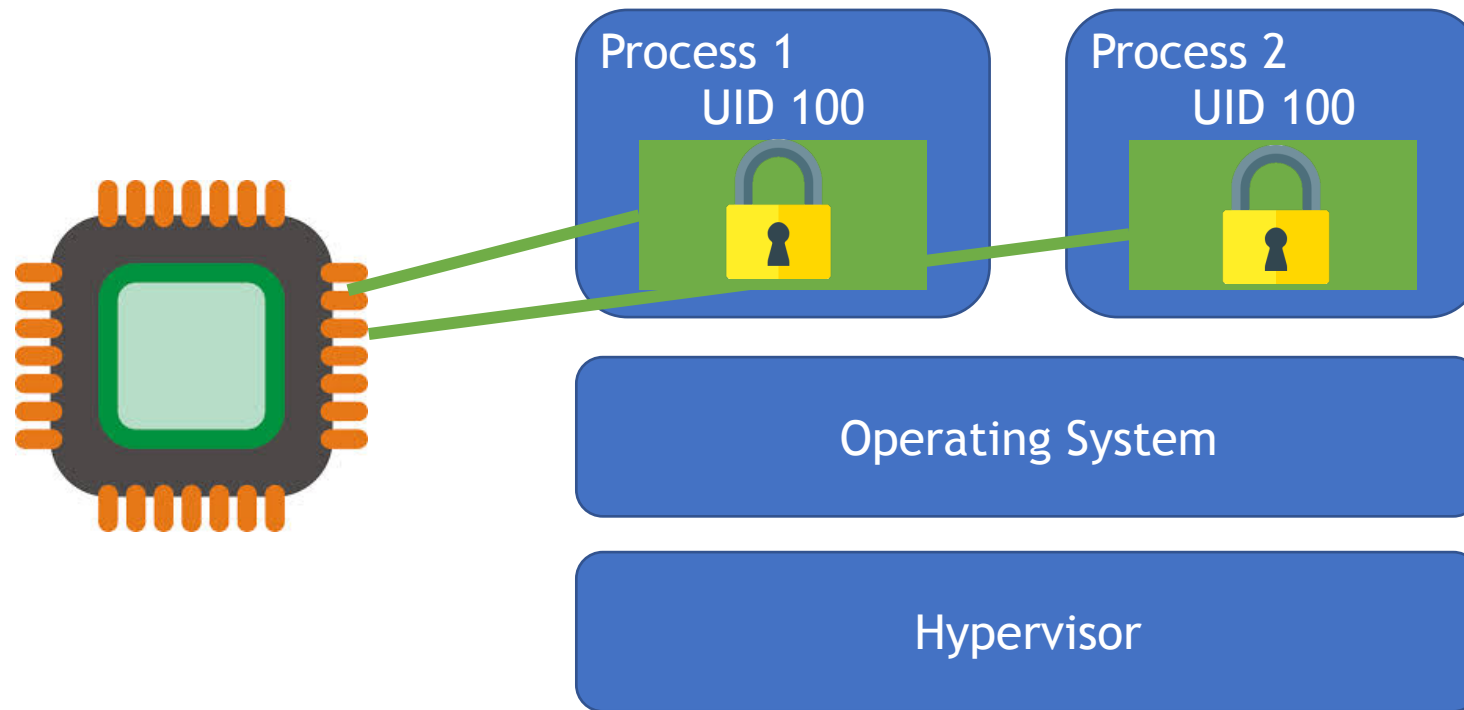 Process 1
UID 100
Process 2
UID 100
Operating System
Hypervisor